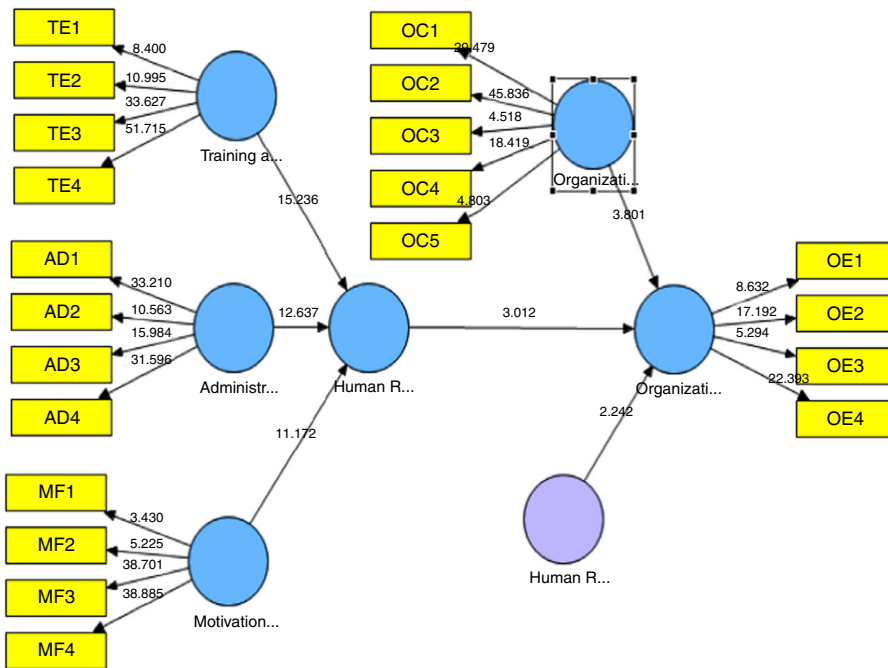 TE1
TE2
TE3
TE4
8.400
10.995
33.627
51.715
Training a...
15.236
OC1
OC2
OC3
OC4
OC5
29.479
45.836
4.518
18.419
4.803
Organizati...
3.801
AD1
AD2
AD3
AD4
33.210
10.563
15.984
31.596
Administr...
12.637
Human R...
3.012
Organizati...
8.632
17.192
5.294
22.393
OE1
OE2
OE3
OE4
11.172
2.242
MF1
MF2
MF3
MF4
3.430
5.225
38.701
38.885
Motivation...
Human R...